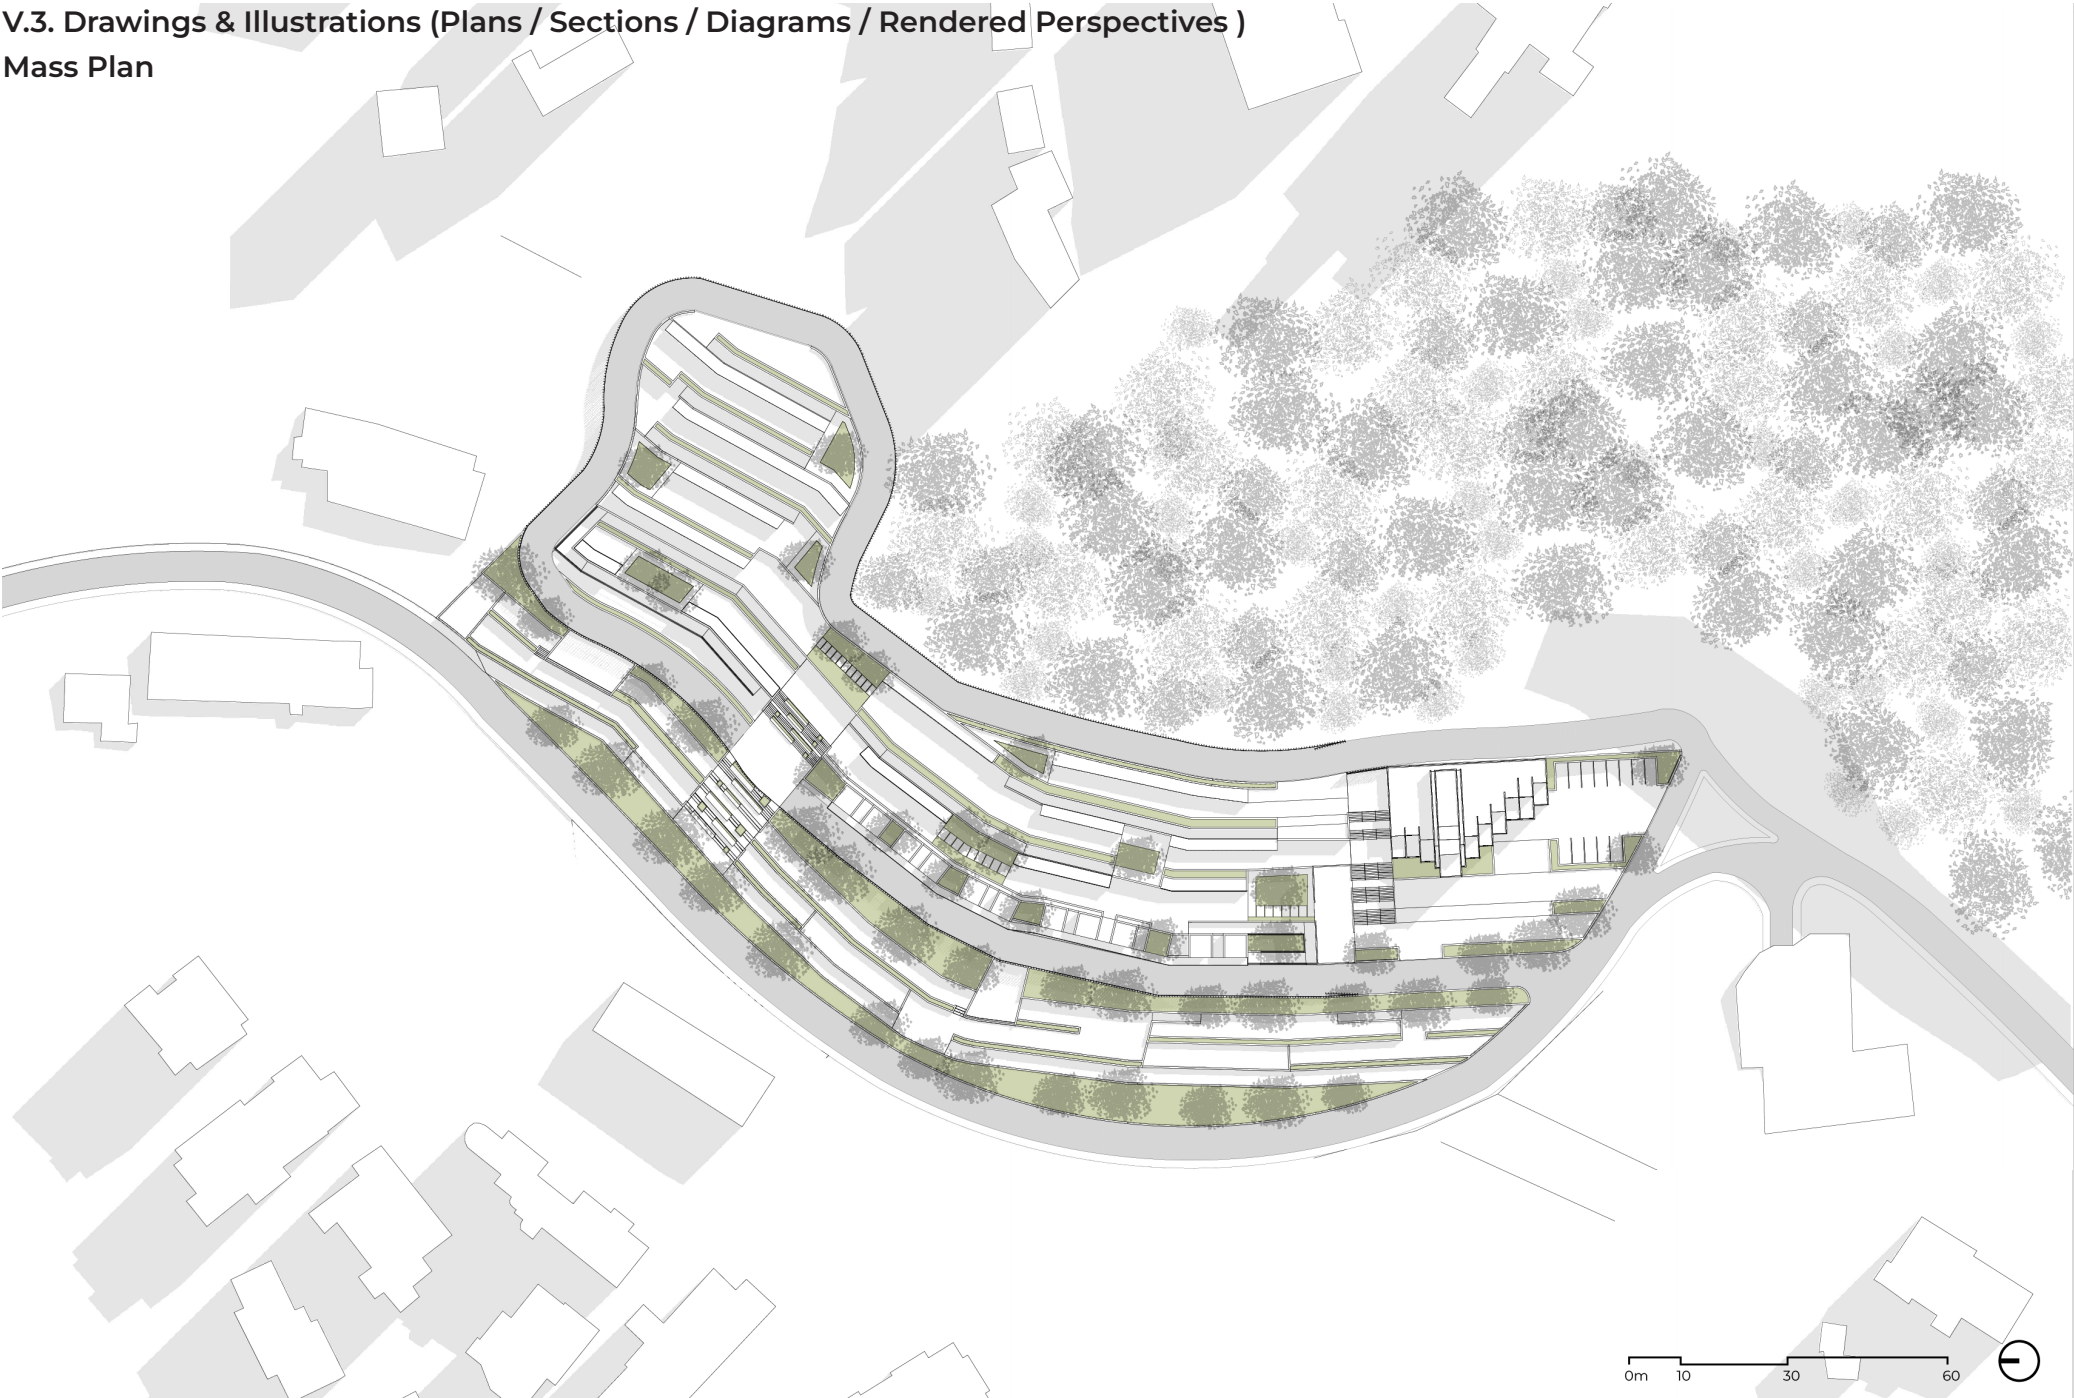 V.3. Drawings & Illustrations (Plans / Sections / Diagrams / Rendered Perspectives )
Mass Plan
0m 10 30 60